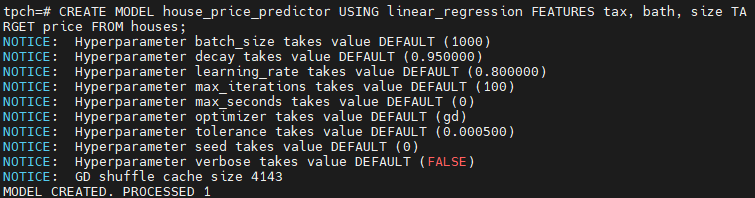 tpch=# CREATE MODEL house_price_predictor USING linear_regression FEATURES tax, bath, size TA
RGET price FROM houses;
NOTICE:  Hyperparameter batch_size takes value DEFAULT (1000)
NOTICE:  Hyperparameter decay takes value DEFAULT (0.950000)
NOTICE:  Hyperparameter learning_rate takes value DEFAULT (0.800000)
NOTICE:  Hyperparameter max_iterations takes value DEFAULT (100)
NOTICE:  Hyperparameter max_seconds takes value DEFAULT (0)
NOTICE:  Hyperparameter optimizer takes value DEFAULT (gd)
NOTICE:  Hyperparameter tolerance takes value DEFAULT (0.000500)
NOTICE:  Hyperparameter seed takes value DEFAULT (0)
NOTICE:  Hyperparameter verbose takes value DEFAULT (FALSE)
NOTICE:  GD shuffle cache size 4143
MODEL CREATED. PROCESSED 1